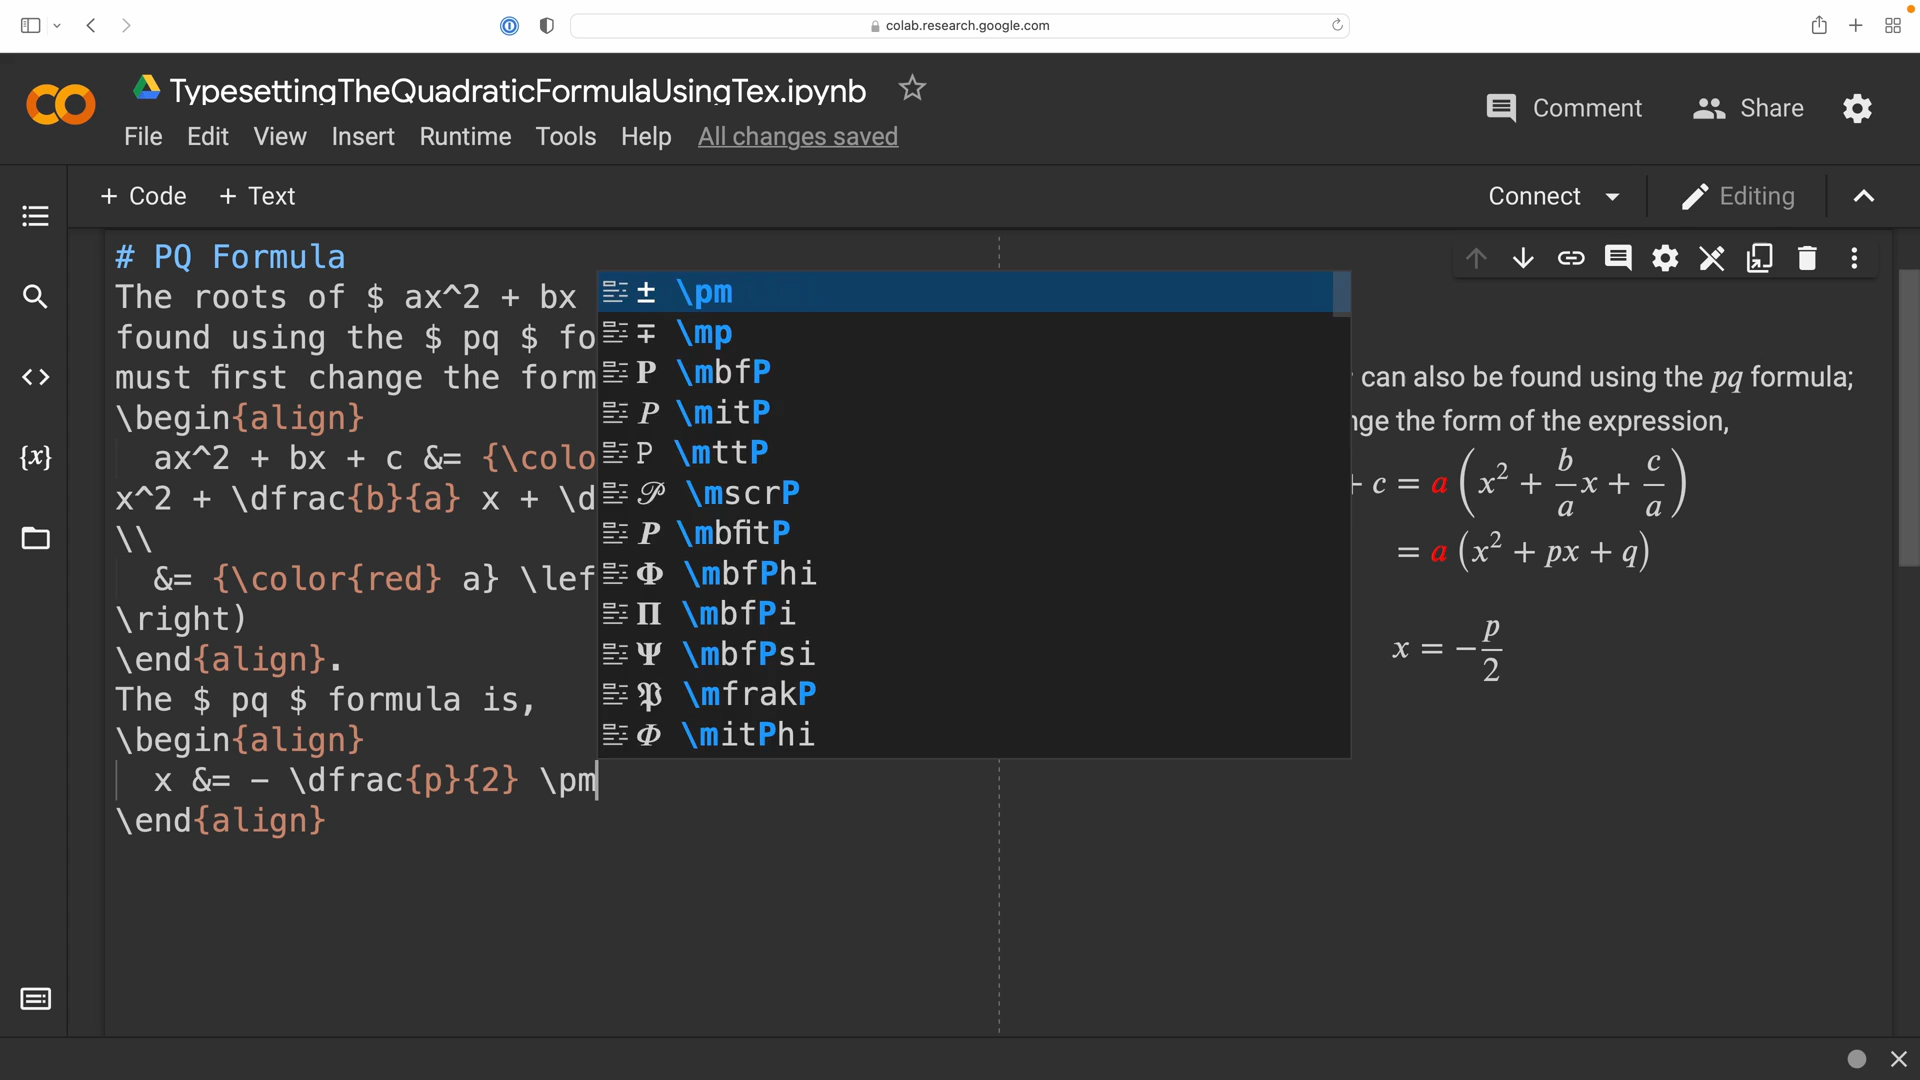 colab.research.google.com
TypesettingTheQuadraticFormulaUsingTex.ipynb
File Edit View Insert Runtime Tools Help All changes saved
Comment Share
+ Code + Text
Connect Editing
# PQ Formula
The roots of $ ax^2 + bx
found using the $ pq $ fo
must first change the form
\begin{align}
ax^2 + bx + c &= {\colo
x^2 + \dfrac{b}{a} x + \d
\\
&= {\color{red} a} \lef
\right)
\end{align}.
The $ pq $ formula is,
\begin{align}
x &= - \dfrac{p}{2} \pm
\end{align}
± \pm
∓ \mp
𝐏 \mbfP
𝑃 \mitP
𝙿 \mttP
𝒫 \mscrP
𝑷 \mbfitP
𝚽 \mbfPhi
𝚷 \mbfPi
𝚿 \mbfPsi
𝔓 \mfrakP
𝛷 \mitPhi
can also be found using the pq formula;
nge the form of the expression,
+ c = a (x² + b/a x + c/a)
= a (x² + px + q)
x = − p/2